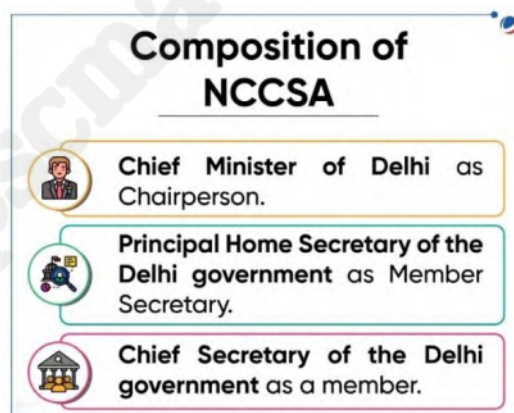 Composition of
NCCSA
Chief Minister of Delhi as
Chairperson.
Principal Home Secretary of the
Delhi government as Member
Secretary.
Chief Secretary of the Delhi
government as a member.